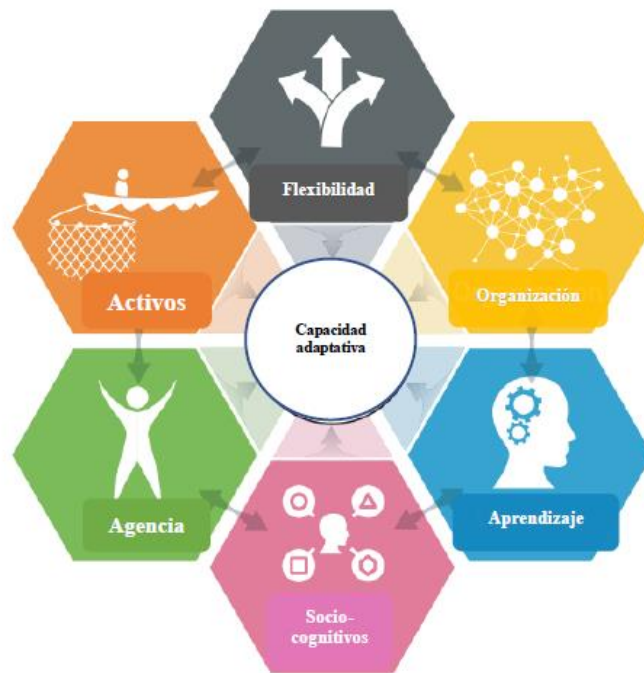 Flexibilidad
Activos
Organización
Capacidad
adaptativa
Agencia
Aprendizaje
Socio-
cognitivos